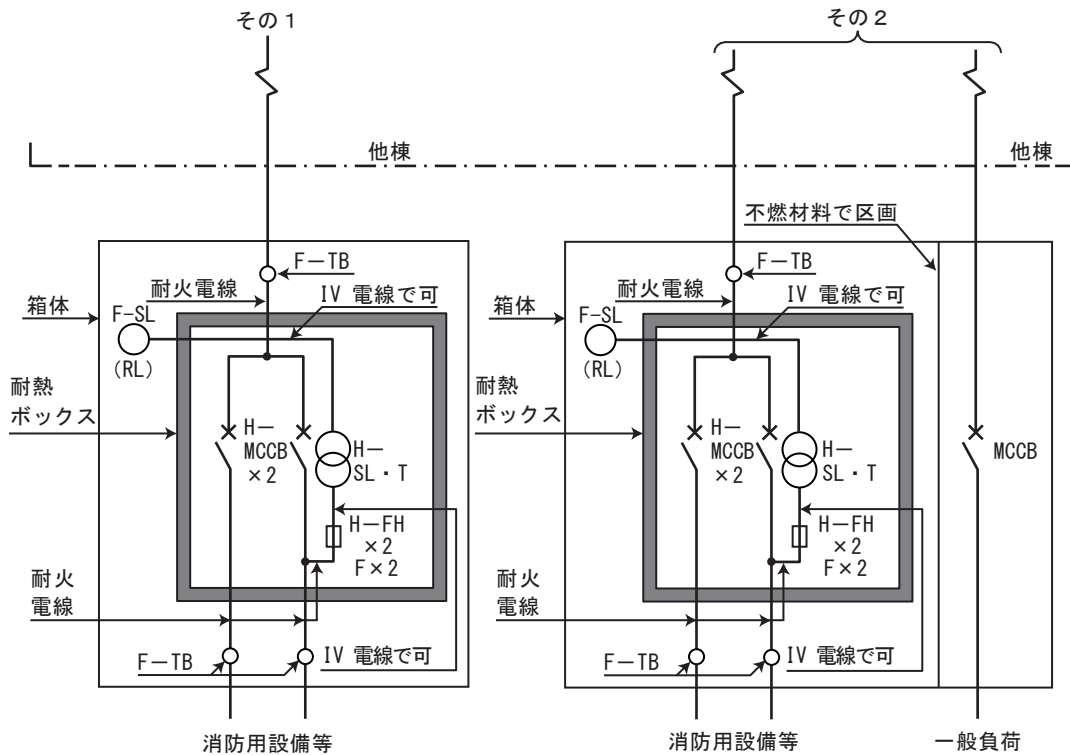 その1
その2
他棟
他棟
不燃材料で区画
F−TB
耐火電線
IV 電線で可
箱体
F-SL
(RL)
耐熱
ボックス
H−
MCCB
×2
H−
SL・T
H−FH
×2
F×2
耐火
電線
F−TB
IV 電線で可
消防用設備等
F−TB
耐火電線
IV 電線で可
箱体
F-SL
(RL)
耐熱
ボックス
H−
MCCB
×2
H−
SL・T
H−FH
×2
F×2
耐火
電線
F−TB
IV 電線で可
消防用設備等
MCCB
一般負荷